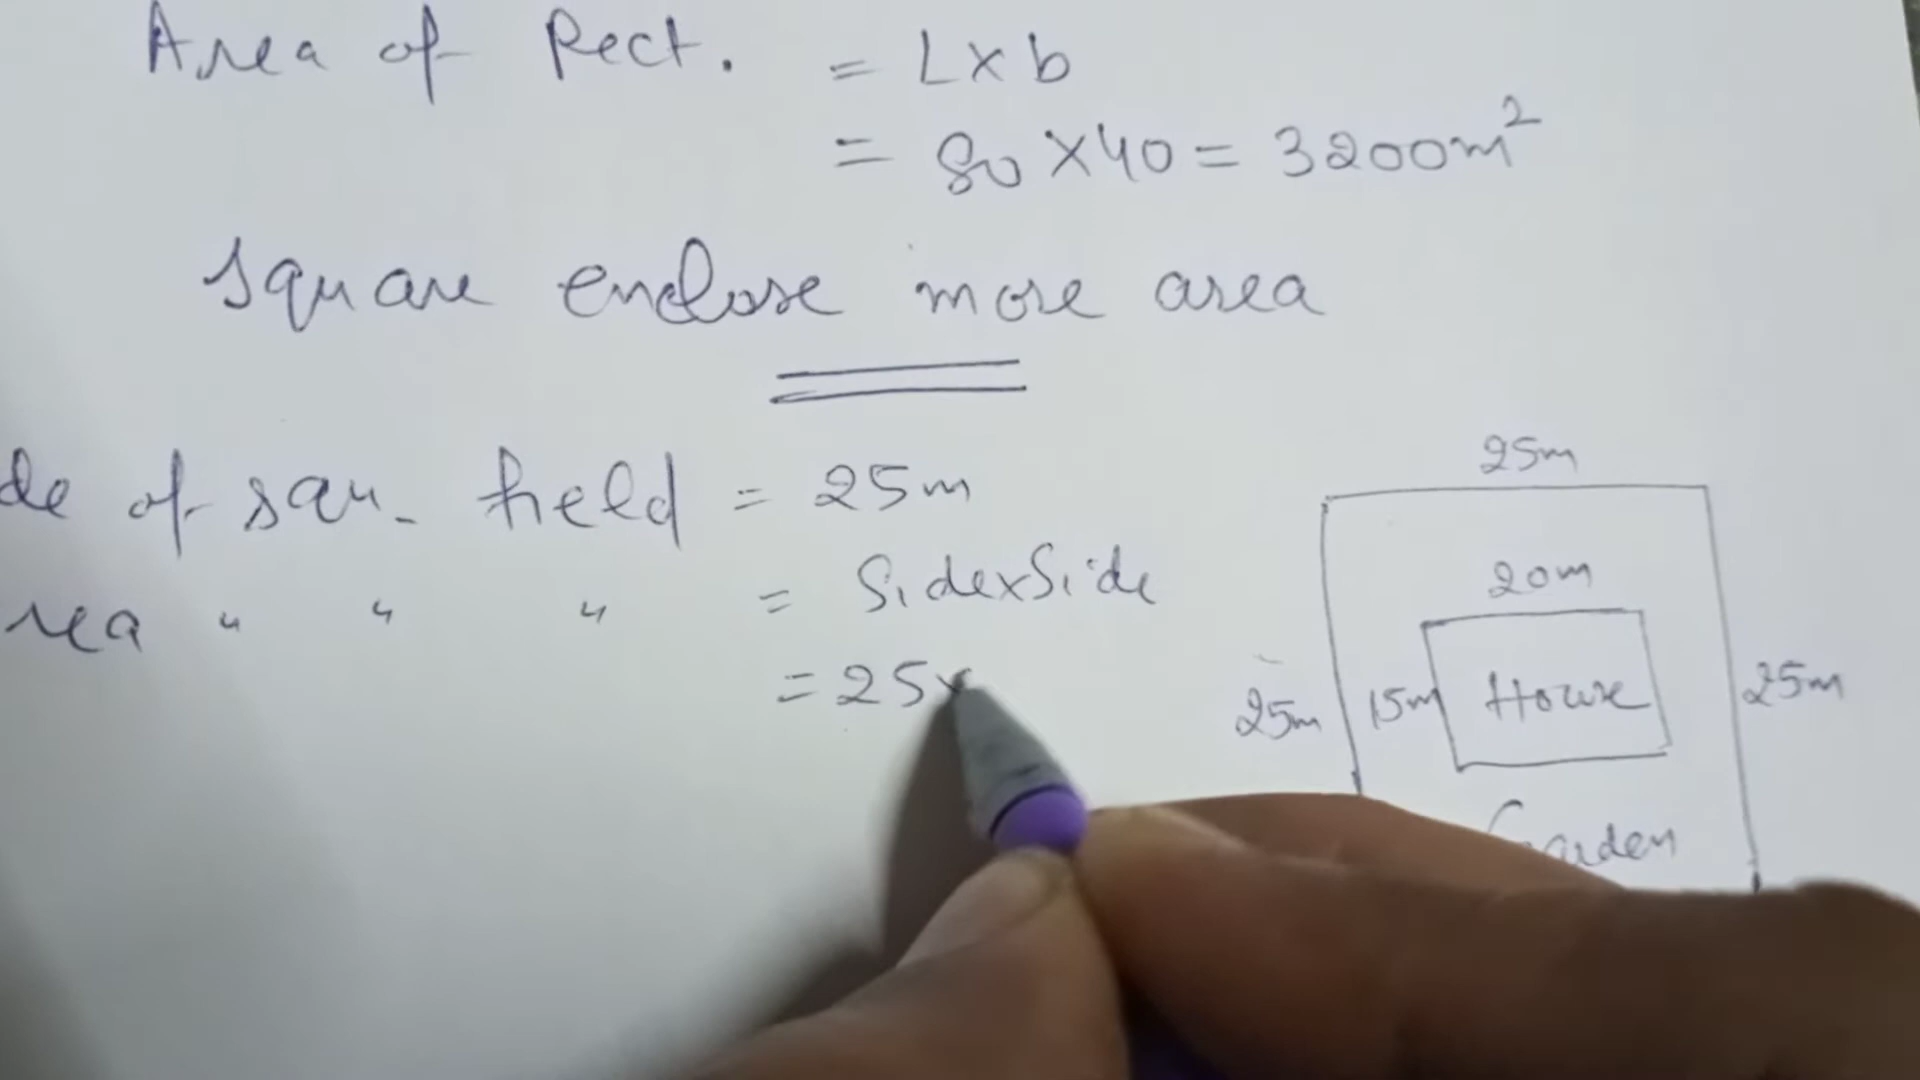 Area of Rect. = L×b
= 80×40 = 3200m²
Square enclose more area
de of squ. field = 25m
rea " " " = Side×Side
= 25×
25m
20m
25m 15m House 25m
Garden